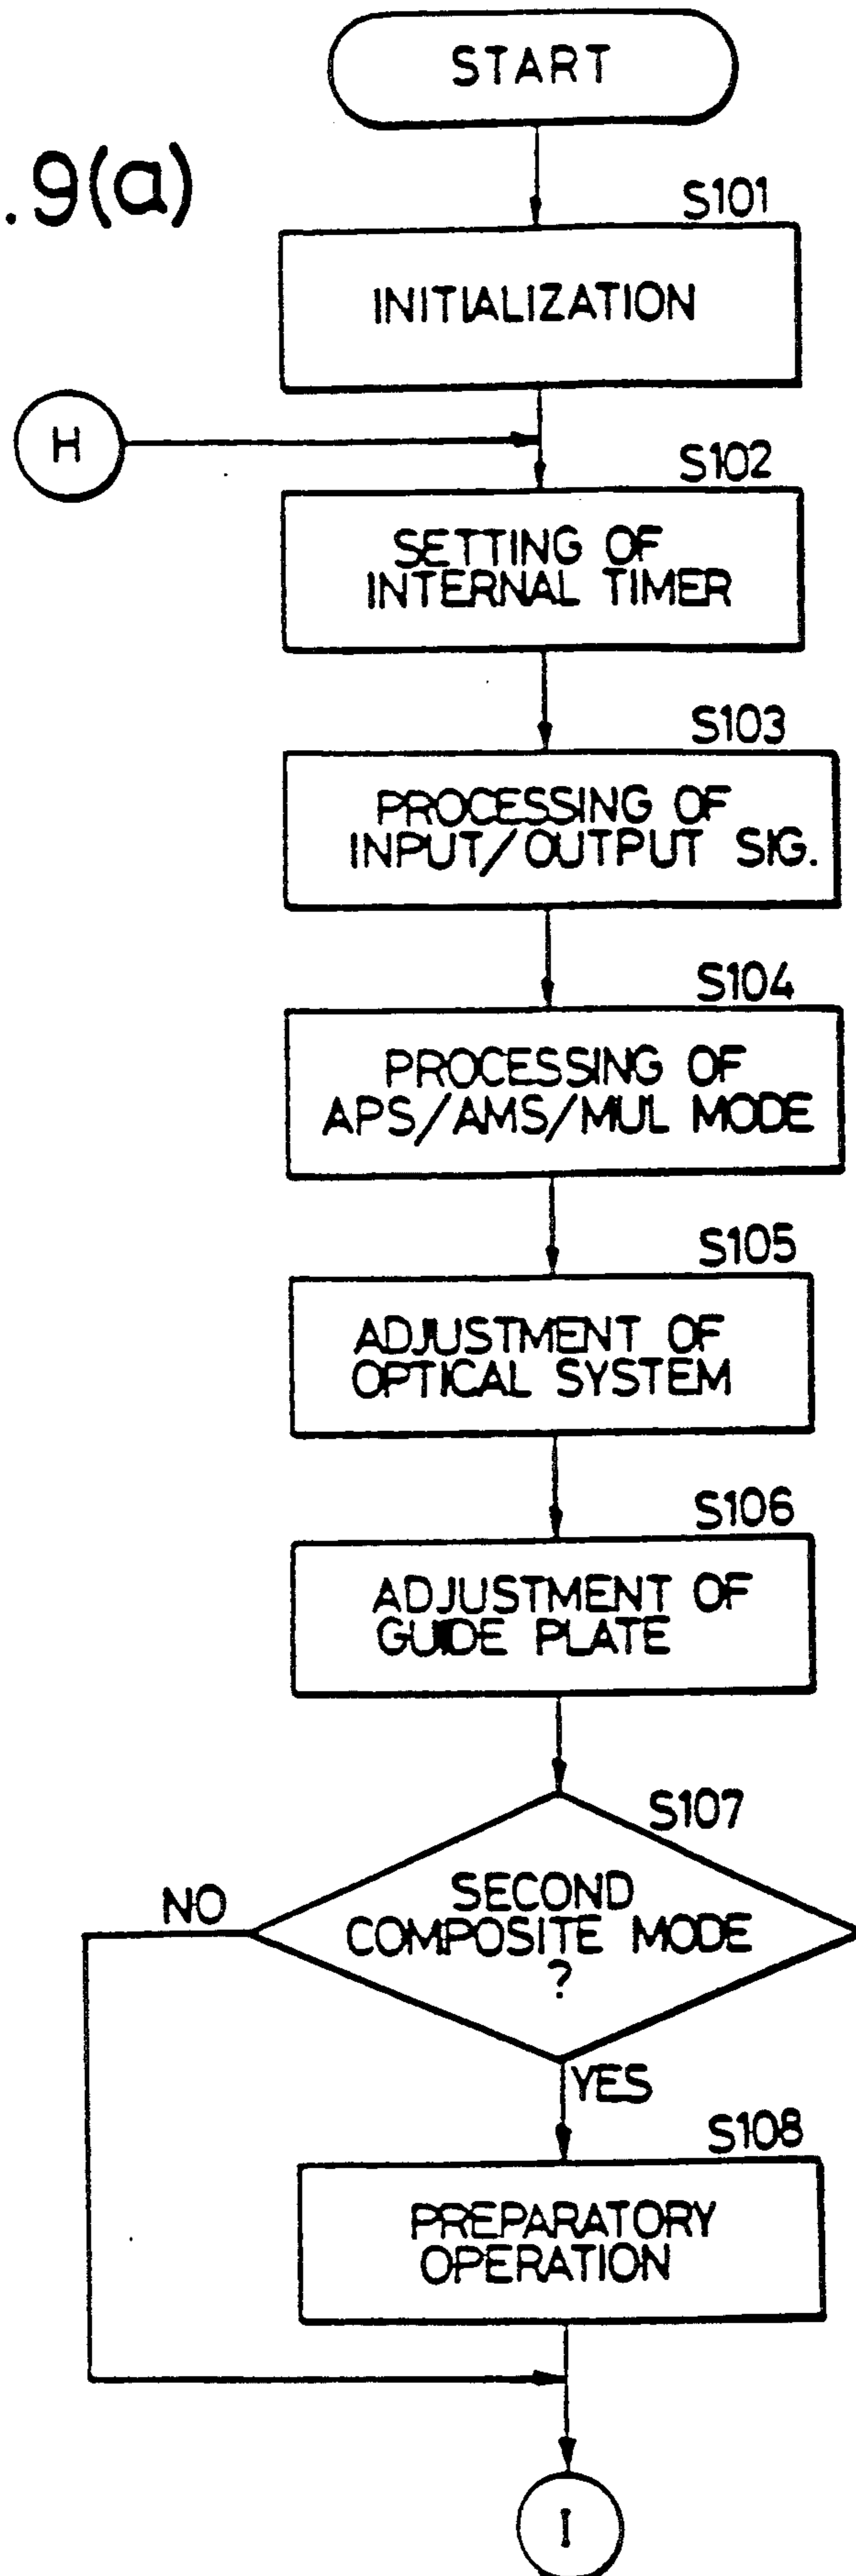 START
.9(a)
S101
INITIALIZATION
H
S102
SETTING OF
INTERNAL TIMER
S103
PROCESSING OF
INPUT/OUTPUT SIG.
S104
PROCESSING OF
APS/AMS/MUL MODE
S105
ADJUSTMENT OF
OPTICAL SYSTEM
S106
ADJUSTMENT OF
GUIDE PLATE
S107
NO
SECOND
COMPOSITE MODE
?
YES
S108
PREPARATORY
OPERATION
I